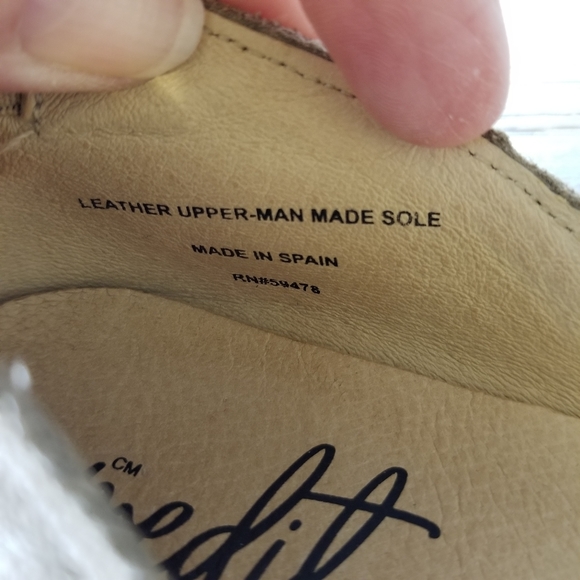 LEATHER UPPER-MAN MADE SOLE
MADE IN SPAIN
RN#59478
CM